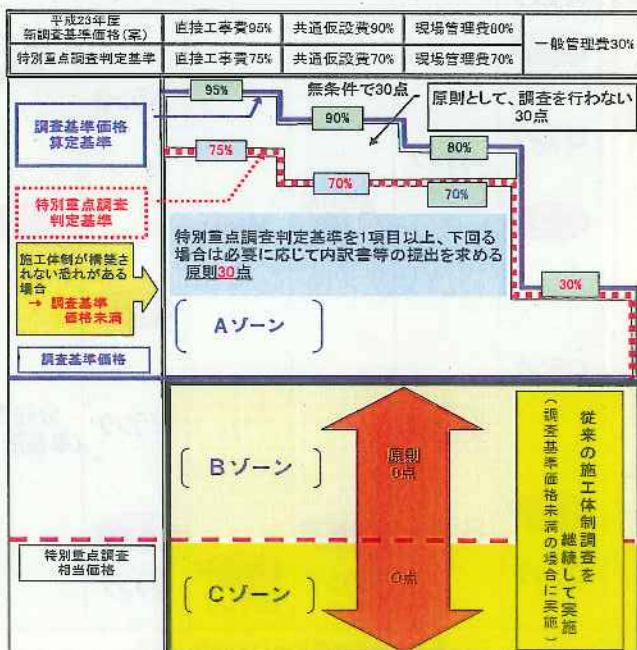 平成23年度
新調査基準価格(案)
直接工事費95%
共通仮設費90%
現場管理費80%
一般管理費30%
特別重点調査判定基準
直接工事費75%
共通仮設費70%
現場管理費70%
95%
無条件で30点
原則として、調査を行わない
30点
調査基準価格
算定基準
90%
80%
75%
70%
70%
特別重点調査
判定基準
特別重点調査判定基準を1項目以上、下回る
場合は必要に応じて内訳書等の提出を求める
原則30点
施工体制が構築さ
れない恐れがある
場合
→ 調査基準
価格未満
30%
Aゾーン
調査基準価格
Bゾーン
原則
0点
従来の施工体制調査を
継続して実施
(調査基準価格未満の場合に実施)
特別重点調査
相当価格
Cゾーン
0点